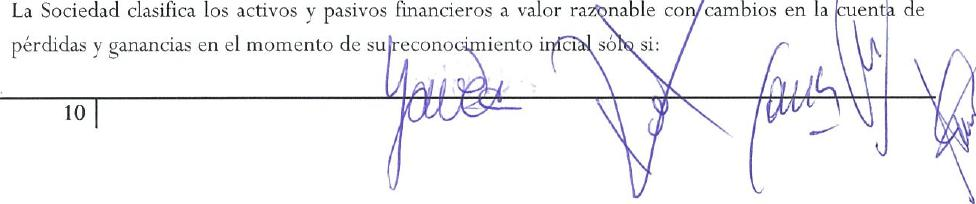 La Sociedad clasifica los activos y pasivos financieros a valor razonable con cambios en la cuenta de
pérdidas y ganancias en el momento de su reconocimiento inicial sólo si:
10